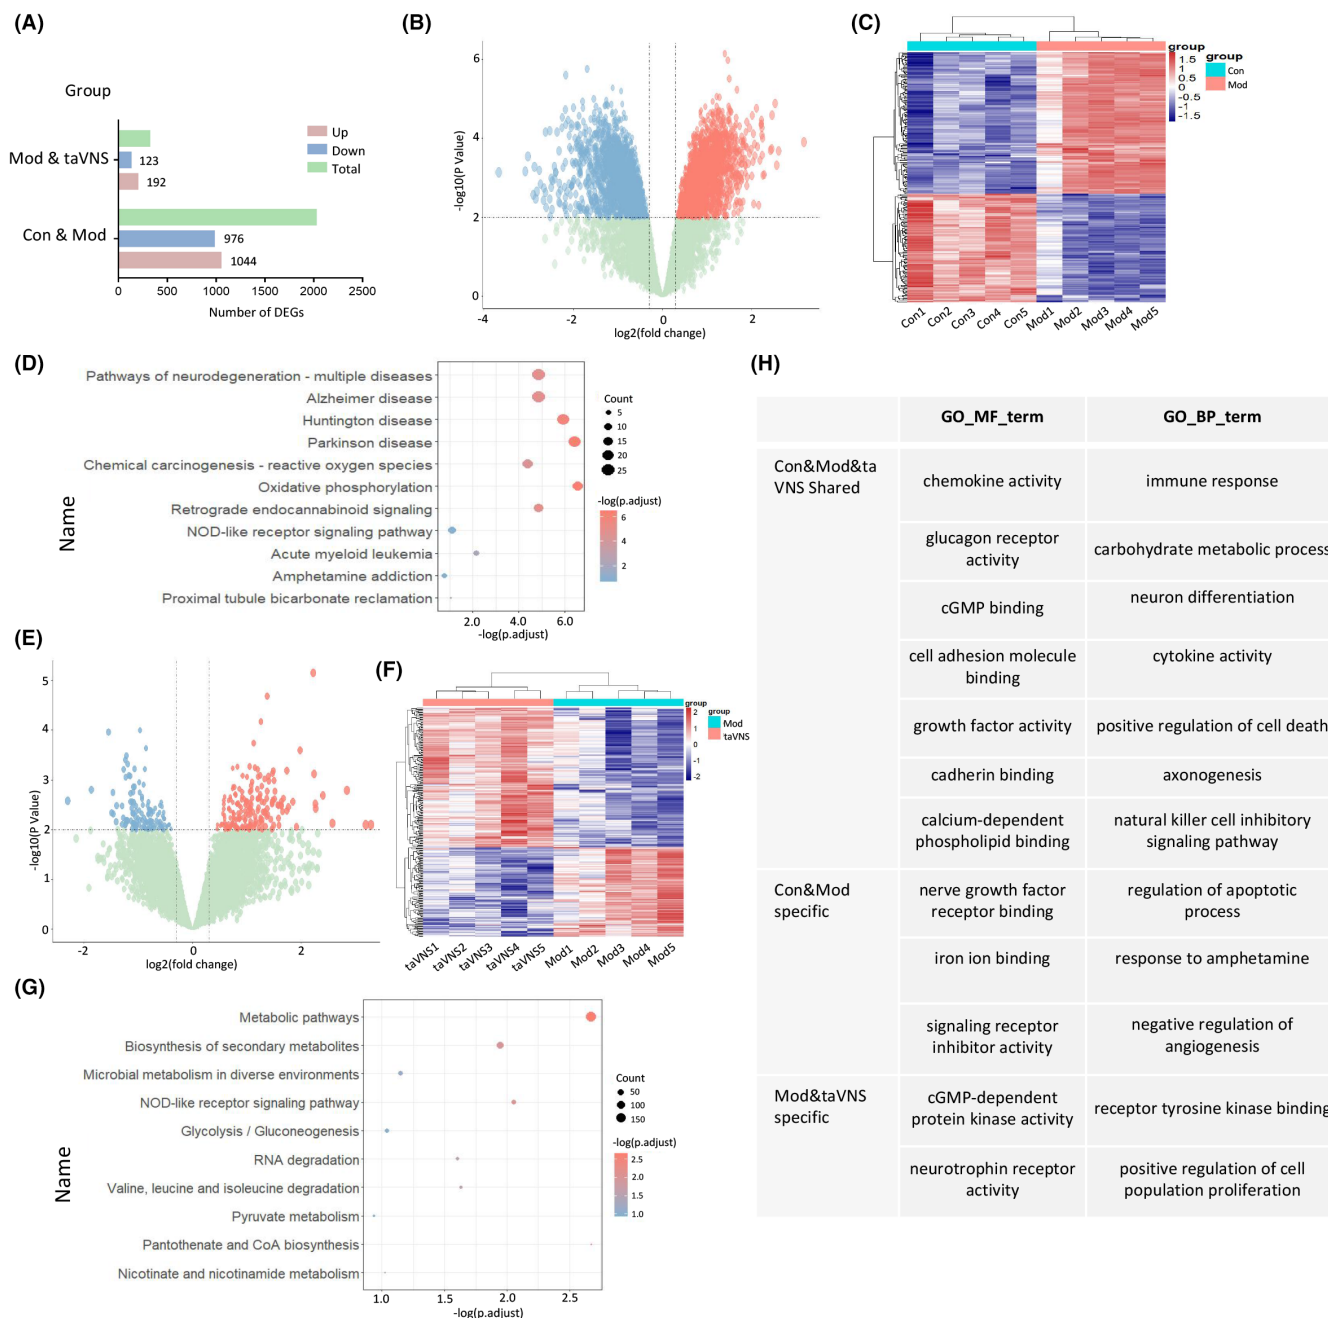 (A)
Group
Mod & taVNS
Con & Mod
123
192
976
1044
Up
Down
Total
0 500 1000 1500 2000 2500
Number of DEGs
(B)
-log10(P Value)
6
4
2
0
-4 -2 0 2
log2(fold change)
(C)
group
1.5
0.5
0
-0.5
-1
-1.5
group
Con
Mod
Con1 Con2 Con3 Con4 Con5 Mod1 Mod2 Mod3 Mod4 Mod5
(D)
Name
Pathways of neurodegeneration - multiple diseases
Alzheimer disease
Huntington disease
Parkinson disease
Chemical carcinogenesis - reactive oxygen species
Oxidative phosphorylation
Retrograde endocannabinoid signaling
NOD-like receptor signaling pathway
Acute myeloid leukemia
Amphetamine addiction
Proximal tubule bicarbonate reclamation
2.0 4.0 6.0
-log(p.adjust)
Count
5
10
15
20
25
-log(p.adjust)
6
4
2
(E)
-log10(P Value)
5
4
3
2
1
0
-2 0 2
log2(fold change)
(F)
group
2
1
0
-1
-2
group
Mod
taVNS
taVNS1 taVNS2 taVNS3 taVNS4 taVNS5 Mod1 Mod2 Mod3 Mod4 Mod5
(G)
Name
Metabolic pathways
Biosynthesis of secondary metabolites
Microbial metabolism in diverse environments
NOD-like receptor signaling pathway
Glycolysis / Gluconeogenesis
RNA degradation
Valine, leucine and isoleucine degradation
Pyruvate metabolism
Pantothenate and CoA biosynthesis
Nicotinate and nicotinamide metabolism
1.0 1.5 2.0 2.5
-log(p.adjust)
Count
50
100
150
-log(p.adjust)
2.5
2.0
1.5
1.0
(H)
GO_MF_term GO_BP_term
Con&Mod&ta
VNS Shared
chemokine activity immune response
glucagon receptor
activity
carbohydrate metabolic process
cGMP binding neuron differentiation
cell adhesion molecule
binding
cytokine activity
growth factor activity positive regulation of cell death
cadherin binding axonogenesis
calcium-dependent
phospholipid binding
natural killer cell inhibitory
signaling pathway
Con&Mod
specific
nerve growth factor
receptor binding
regulation of apoptotic
process
iron ion binding response to amphetamine
signaling receptor
inhibitor activity
negative regulation of
angiogenesis
Mod&taVNS
specific
cGMP-dependent
protein kinase activity
receptor tyrosine kinase binding
neurotrophin receptor
activity
positive regulation of cell
population proliferation